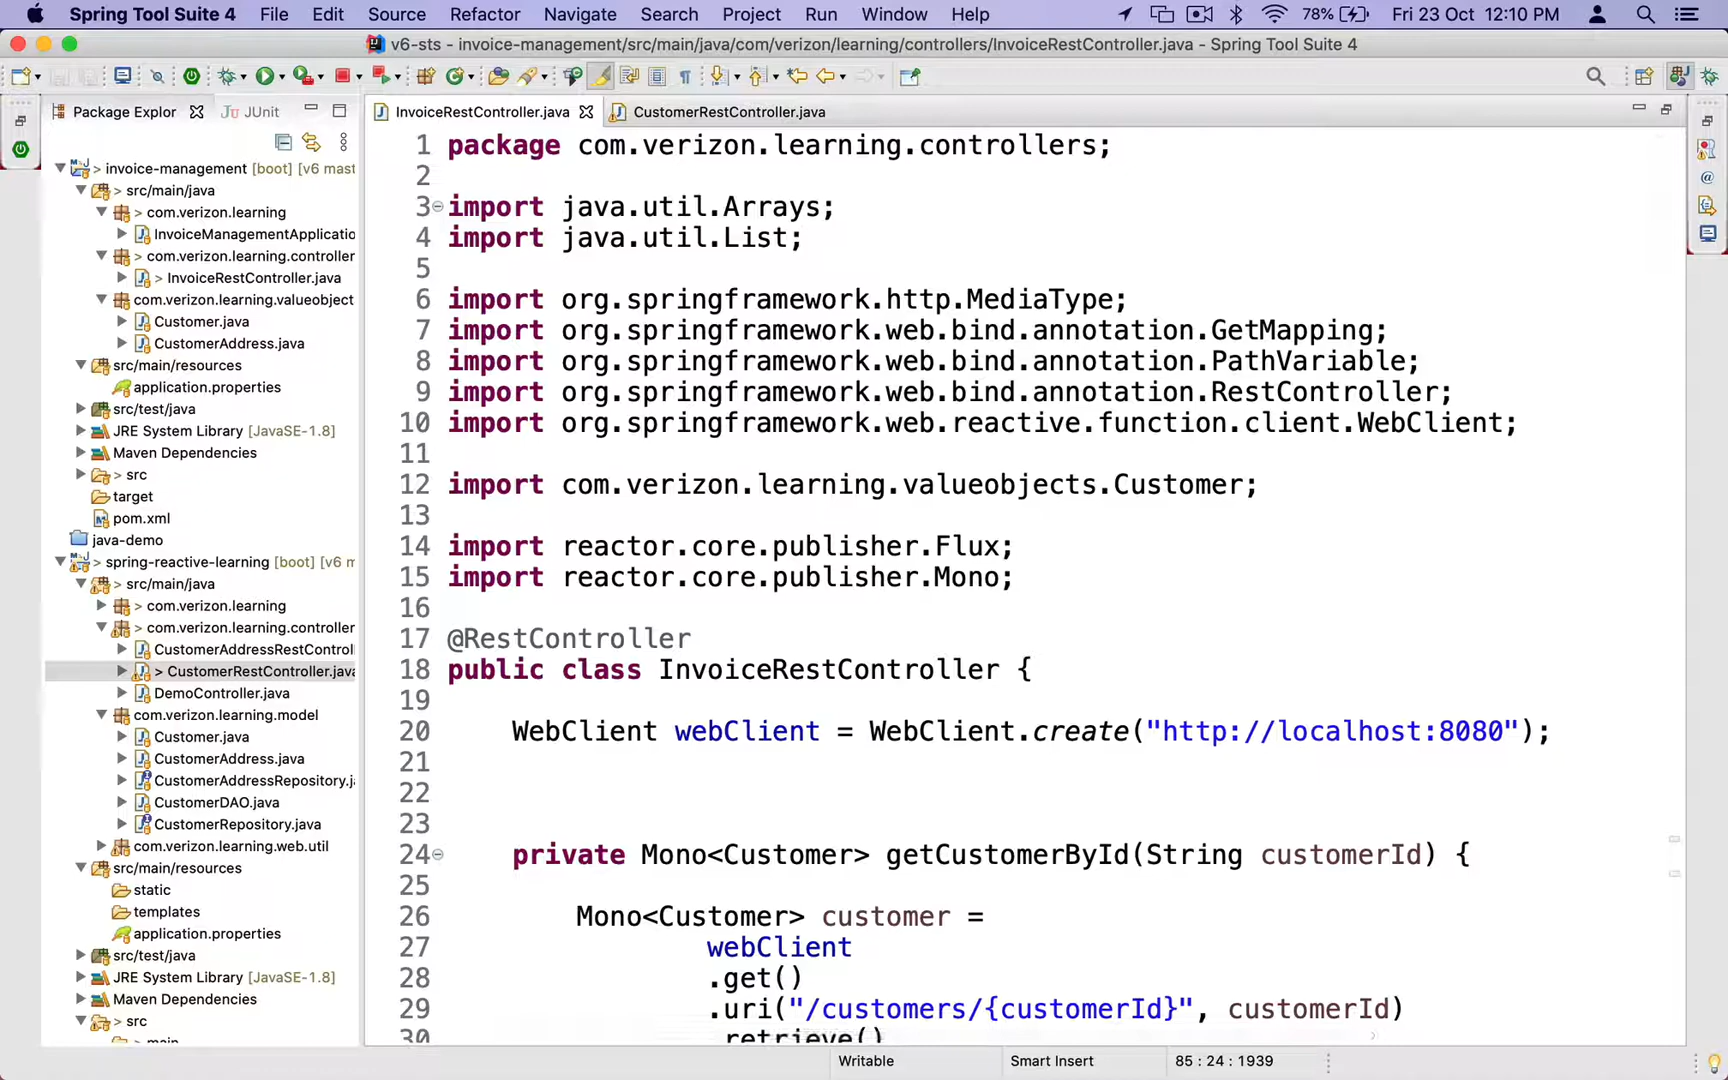 Spring Tool Suite 4 File Edit Source Refactor Navigate Search Project Run Window Help 78% Fri 23 Oct 12:10 PM
v6-sts - invoice-management/src/main/java/com/verizon/learning/controllers/InvoiceRestController.java - Spring Tool Suite 4
Package Explor JUnit
InvoiceRestController.java CustomerRestController.java
> invoice-management [boot] [v6 mast
> src/main/java
> com.verizon.learning
InvoiceManagementApplicatio
> com.verizon.learning.controller
> InvoiceRestController.java
com.verizon.learning.valueobject
Customer.java
CustomerAddress.java
src/main/resources
application.properties
src/test/java
JRE System Library [JavaSE-1.8]
Maven Dependencies
> src
target
pom.xml
java-demo
> spring-reactive-learning [boot] [v6 m
> src/main/java
> com.verizon.learning
> com.verizon.learning.controller
CustomerAddressRestControl
> CustomerRestController.java
DemoController.java
com.verizon.learning.model
Customer.java
CustomerAddress.java
CustomerAddressRepository.ja
CustomerDAO.java
CustomerRepository.java
com.verizon.learning.web.util
src/main/resources
static
templates
application.properties
src/test/java
JRE System Library [JavaSE-1.8]
Maven Dependencies
> src
main
1 package com.verizon.learning.controllers;
2
3 import java.util.Arrays;
4 import java.util.List;
5
6 import org.springframework.http.MediaType;
7 import org.springframework.web.bind.annotation.GetMapping;
8 import org.springframework.web.bind.annotation.PathVariable;
9 import org.springframework.web.bind.annotation.RestController;
10 import org.springframework.web.reactive.function.client.WebClient;
11
12 import com.verizon.learning.valueobjects.Customer;
13
14 import reactor.core.publisher.Flux;
15 import reactor.core.publisher.Mono;
16
17 @RestController
18 public class InvoiceRestController {
19
20 WebClient webClient = WebClient.create("http://localhost:8080");
21
22
23
24 private Mono<Customer> getCustomerById(String customerId) {
25
26 Mono<Customer> customer =
27 webClient
28 .get()
29 .uri("/customers/{customerId}", customerId)
30 .retrieve()
Writable Smart Insert 85 : 24 : 1939